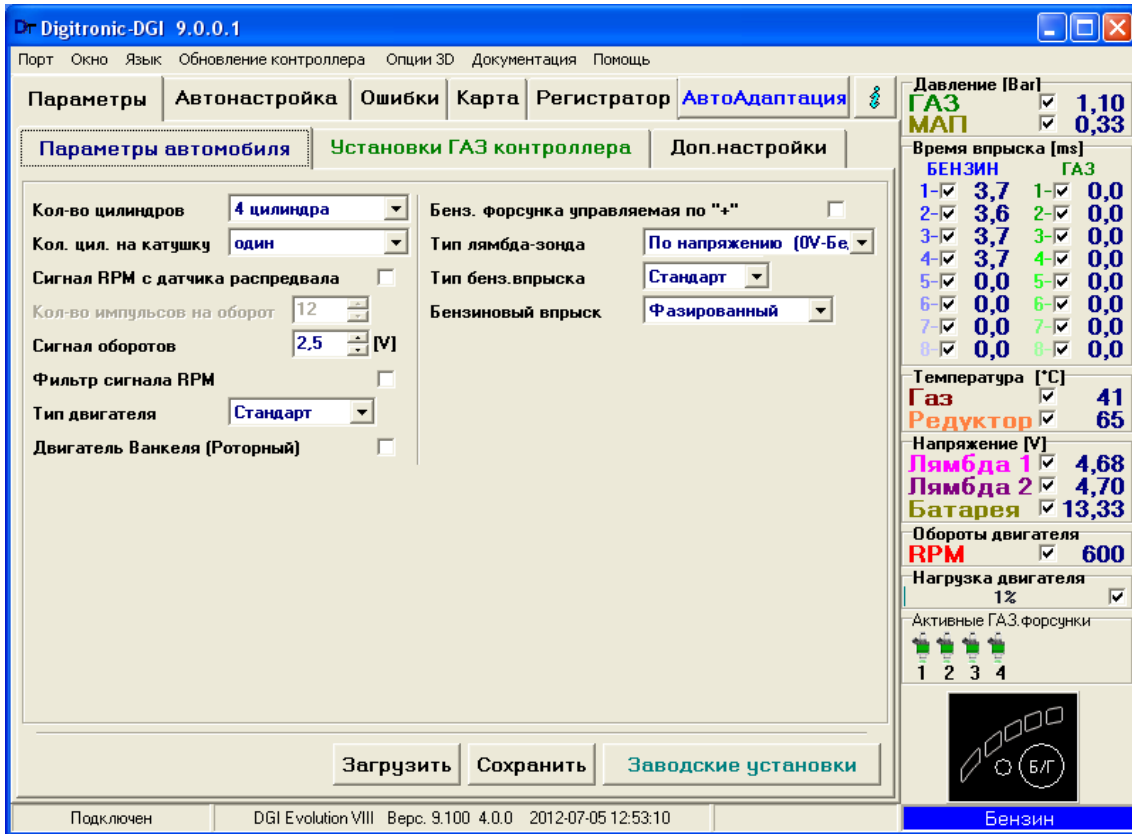 Digitronic-DGI 9.0.0.1
Порт Окно Язык Обновление контроллера Опции 3D Документация Помощь
Параметры Автонастройка Ошибки Карта Регистратор АвтоАдаптация i
Параметры автомобиля Установки ГАЗ контроллера Доп.настройки
Кол-во цилиндров 4 цилиндра
Кол. цил. на катушку один
Сигнал RPM с датчика распредвала
Кол-во импульсов на оборот 12
Сигнал оборотов 2,5 [V]
Фильтр сигнала RPM
Тип двигателя Стандарт
Двигатель Ванкеля (Роторный)
Бенз. форсунка управляемая по "+"
Тип лямбда-зонда По напряжению (0V-Бе,
Тип бенз.впрыска Стандарт
Бензиновый впрыск Фазированный
Загрузить Сохранить Заводские установки
Подключен DGI Evolution VIII Верс. 9.100 4.0.0 2012-07-05 12:53:10
Давление [Bar]
ГАЗ 1,10
МАП 0,33
Время впрыска [ms]
БЕНЗИН ГАЗ
1- 3,7 1- 0,0
2- 3,6 2- 0,0
3- 3,7 3- 0,0
4- 3,7 4- 0,0
5- 0,0 5- 0,0
6- 0,0 6- 0,0
7- 0,0 7- 0,0
8- 0,0 8- 0,0
Температура [°C]
Газ 41
Редуктор 65
Напряжение [V]
Лямбда 1 4,68
Лямбда 2 4,70
Батарея 13,33
Обороты двигателя
RPM 600
Нагрузка двигателя
1%
Активные ГАЗ.форсунки
1 2 3 4
Б/Г
Бензин